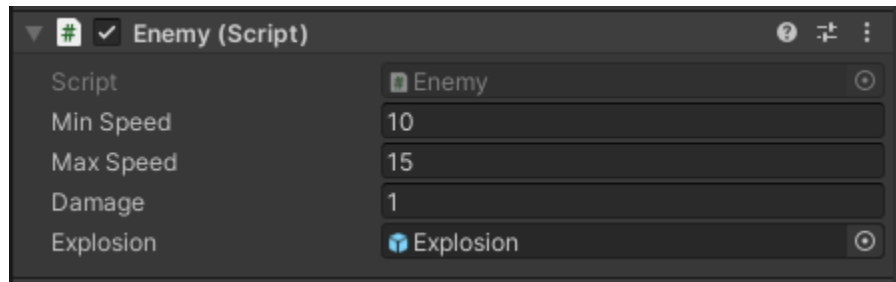 Enemy (Script)
Script Enemy
Min Speed 10
Max Speed 15
Damage 1
Explosion Explosion